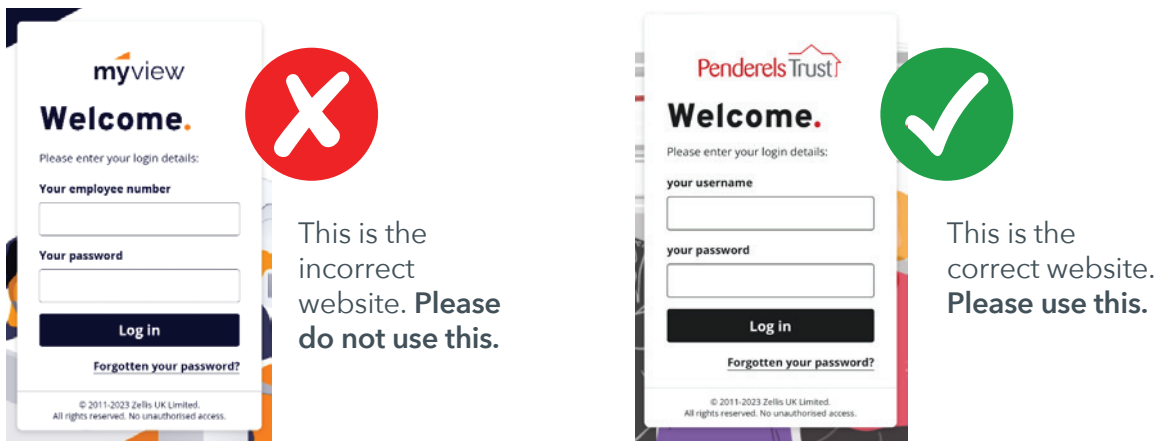 myview
Welcome.
Please enter your login details:
Your employee number
Your password
Log in
Forgotten your password?
© 2011-2023 Zellis UK Limited.
All rights reserved. No unauthorised access.
This is the
incorrect
website. Please
do not use this.
Penderels Trust
Welcome.
Please enter your login details:
your username
your password
Log in
Forgotten your password?
© 2011-2023 Zellis UK Limited.
All rights reserved. No unauthorised access.
This is the
correct website.
Please use this.